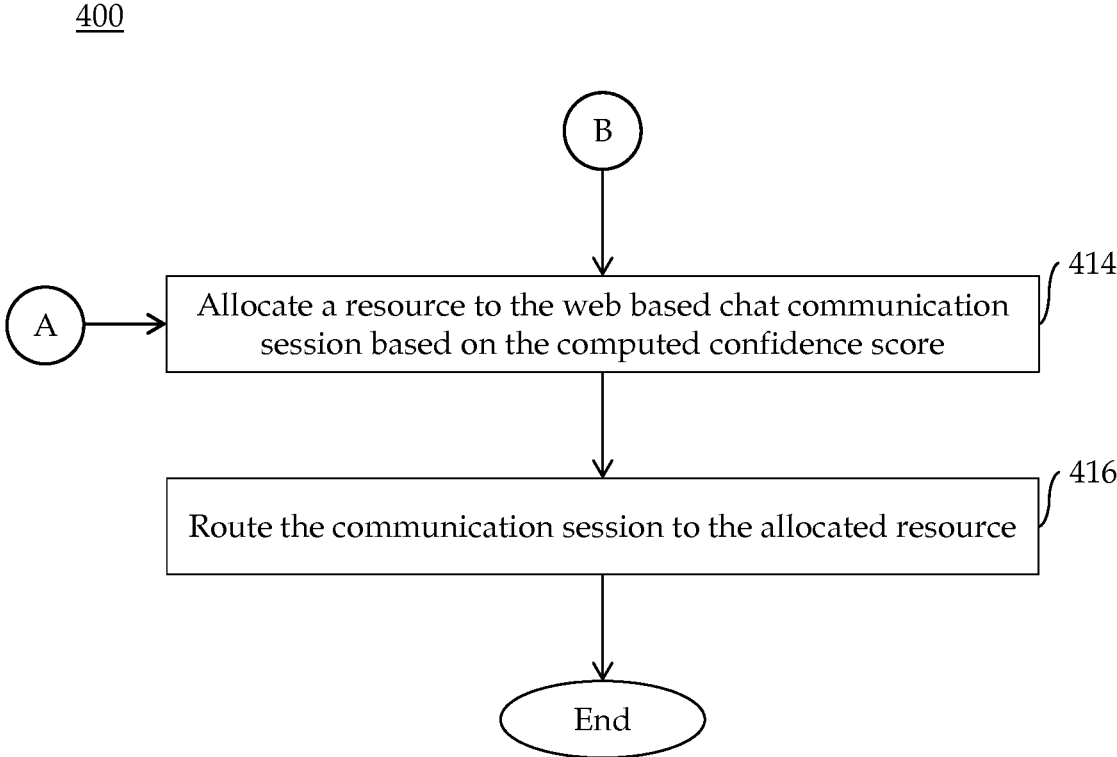 400
B
414
A
Allocate a resource to the web based chat communication
session based on the computed confidence score
416
Route the communication session to the allocated resource
End